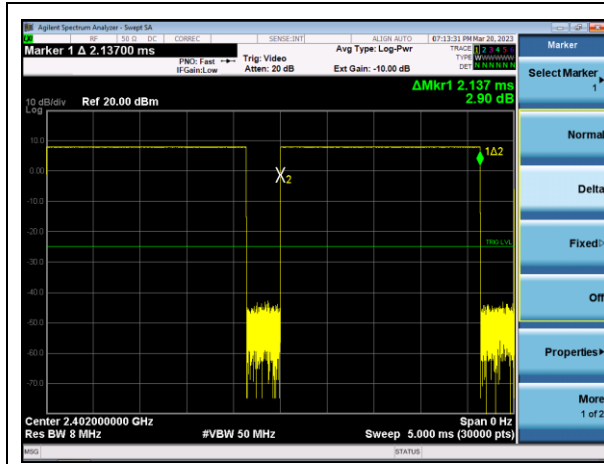 Agilent Spectrum Analyzer - Swept SA
RF 50 Ω DC CORREC SENSE:INT ALIGN AUTO 07:13:31 PM Mar 20, 2023
Marker 1 Δ 2.13700 ms
PNO: Fast
IFGain:Low
Trig: Video
Atten: 20 dB
Avg Type: Log-Pwr
Ext Gain: -10.00 dB
TRACE 1 2 3 4 5 6
TYPE WWWWWW
DET N N N N N N
ΔMkr1 2.137 ms
2.90 dB
10 dB/div Ref 20.00 dBm
Log
10.0
0.00
-10.0
-20.0
-30.0
-40.0
-50.0
-60.0
-70.0
1Δ2
X2
TRIG LVL
Center 2.402000000 GHz Span 0 Hz
Res BW 8 MHz #VBW 50 MHz Sweep 5.000 ms (30000 pts)
MSG STATUS
Marker
Select Marker
1
Normal
Delta
Fixed
Off
Properties
More
1 of 2